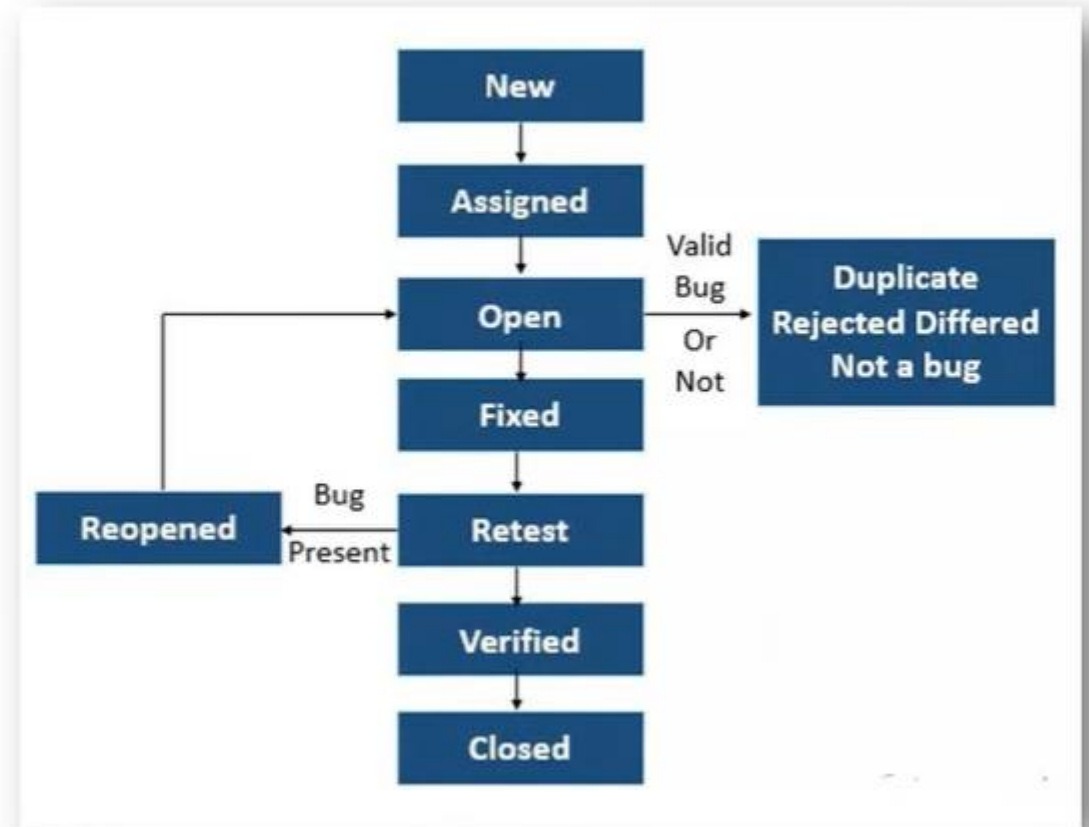 New
Assigned
Valid
Bug
Or
Not
Duplicate
Rejected Differed
Not a bug
Open
Fixed
Bug
Present
Reopened
Retest
Verified
Closed